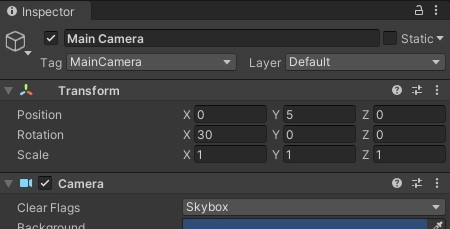 Inspector
Main Camera Static
Tag MainCamera Layer Default
Transform
Position X 0 Y 5 Z 0
Rotation X 30 Y 0 Z 0
Scale X 1 Y 1 Z 1
Camera
Clear Flags Skybox
Background